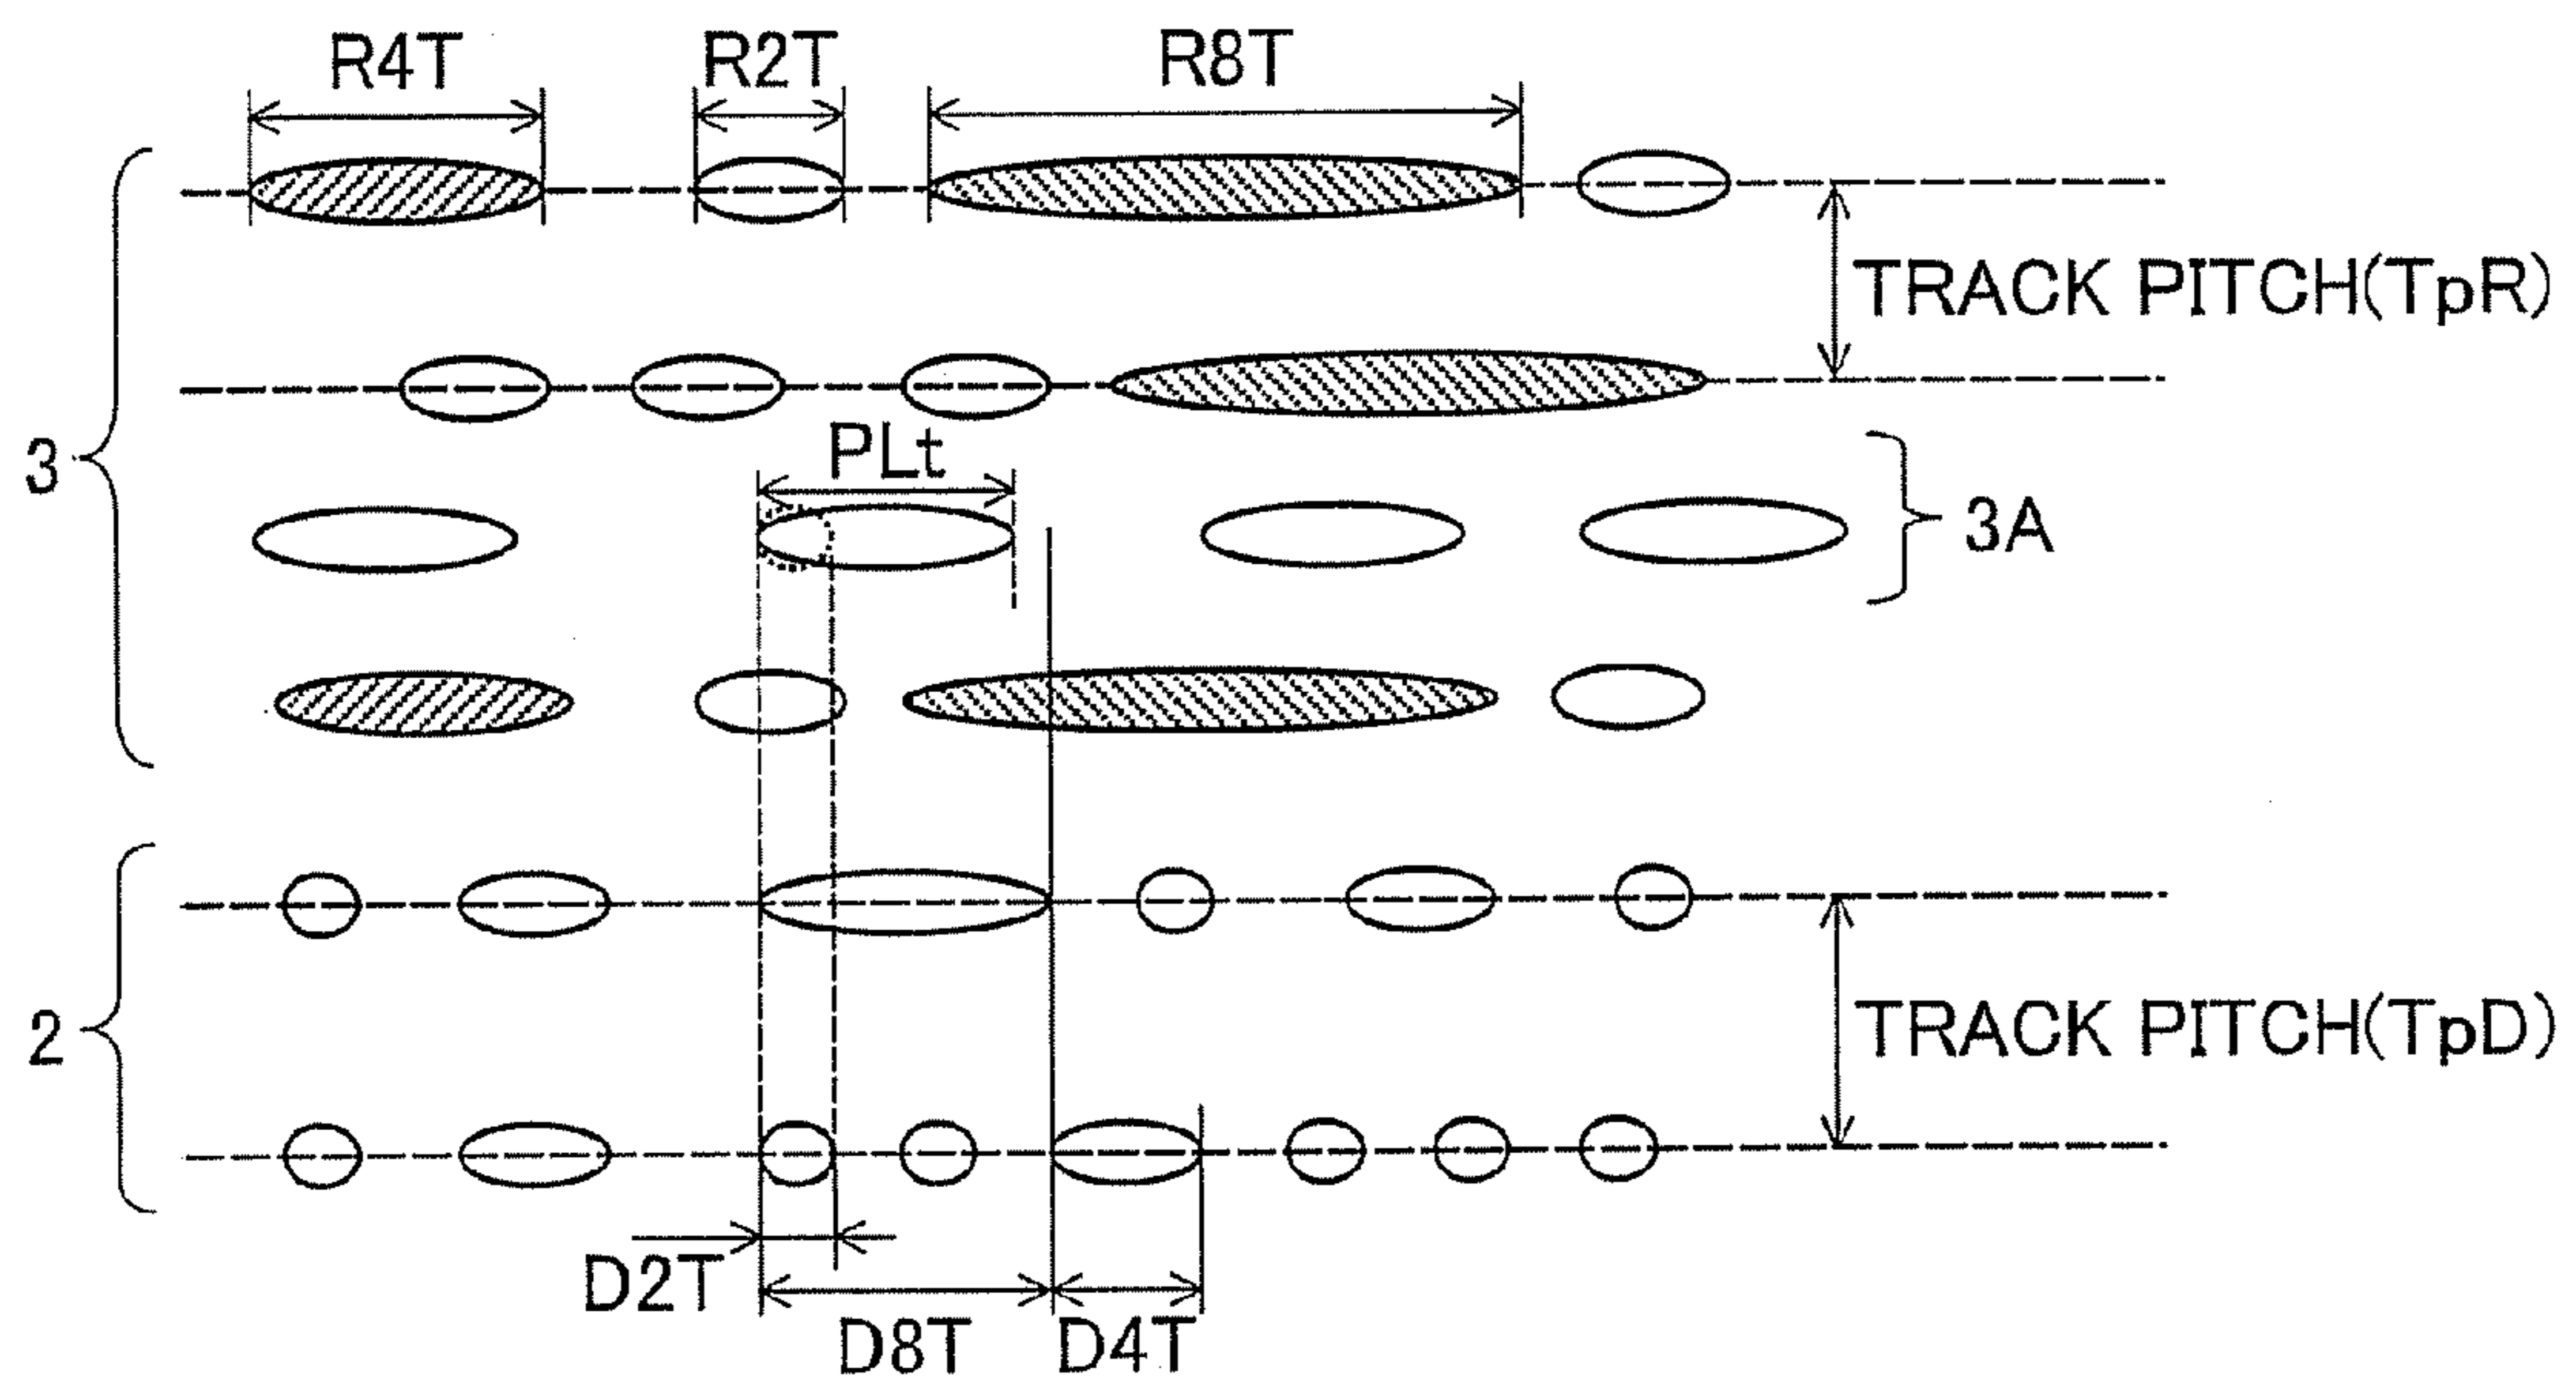 R4T
R2T
R8T
TRACK PITCH(TpR)
3
PLt
3A
2
TRACK PITCH(TpD)
D2T
D8T
D4T